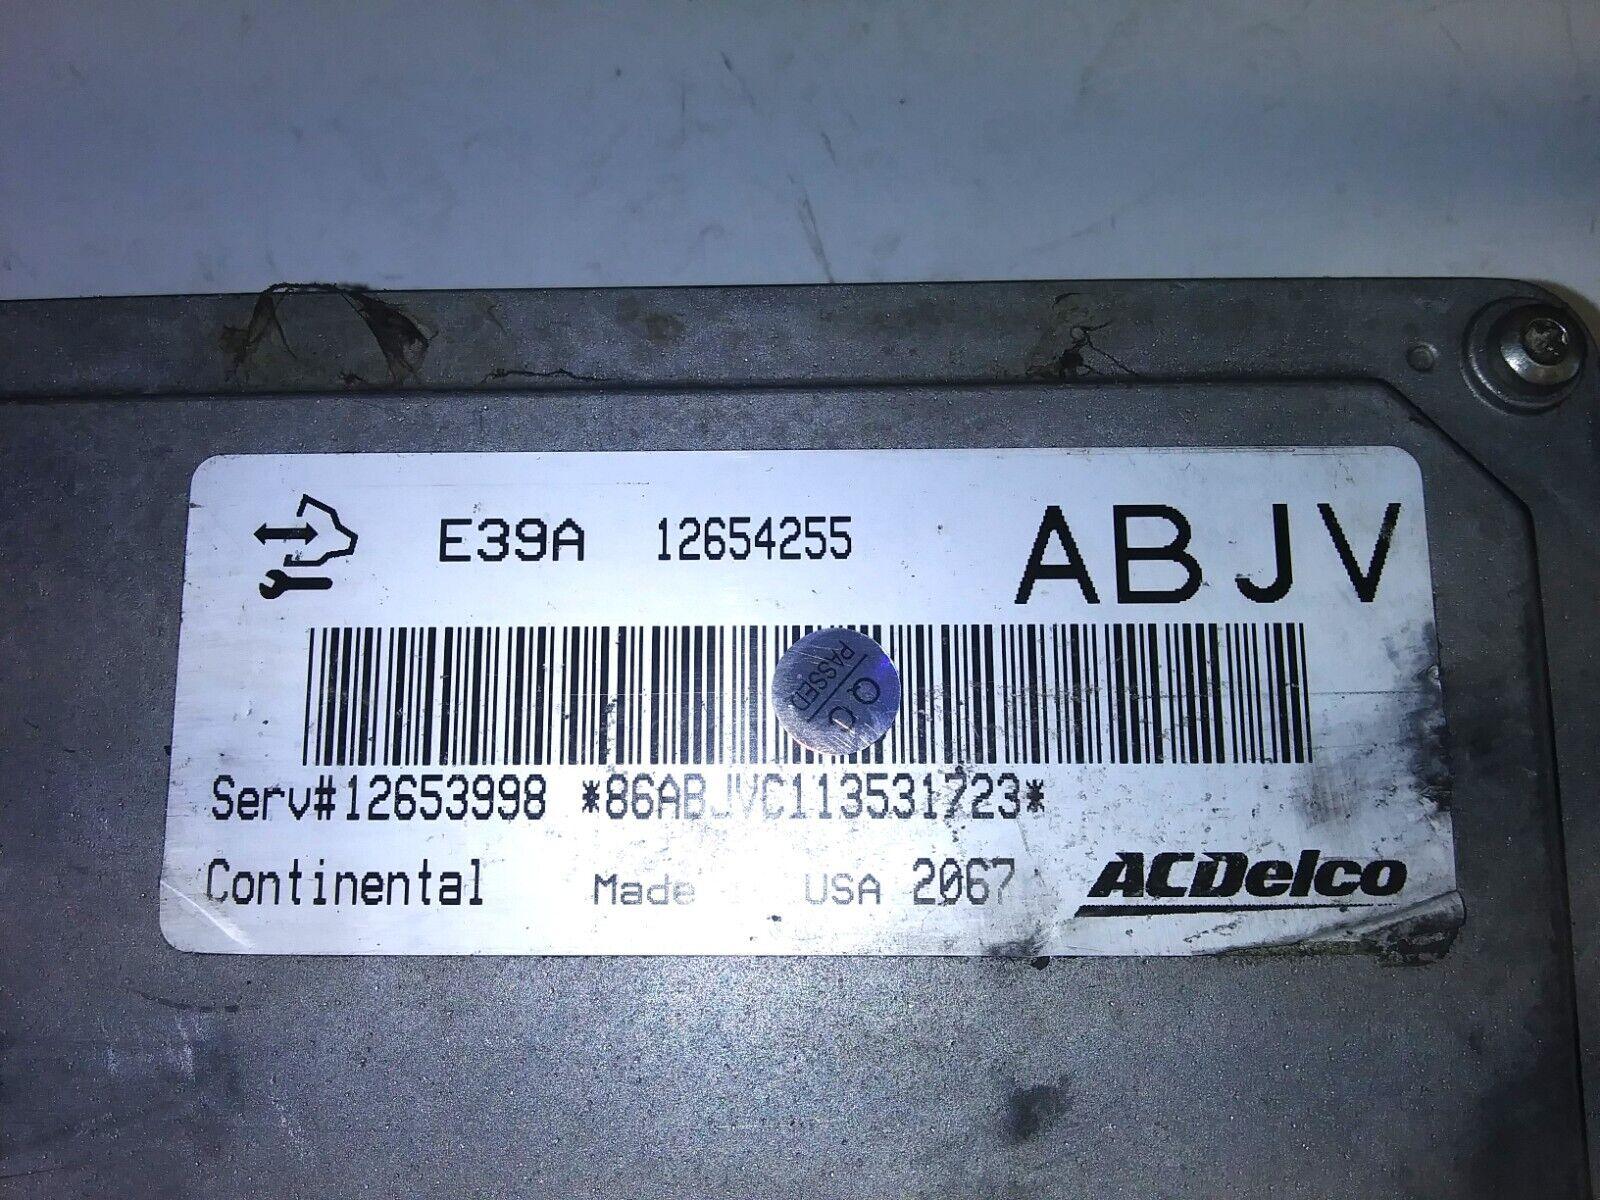 E39A 12654255 ABJV
QC
PASSED
Serv#12653998 *86ABJVC113531723*
Continental Made USA 2067 ACDelco